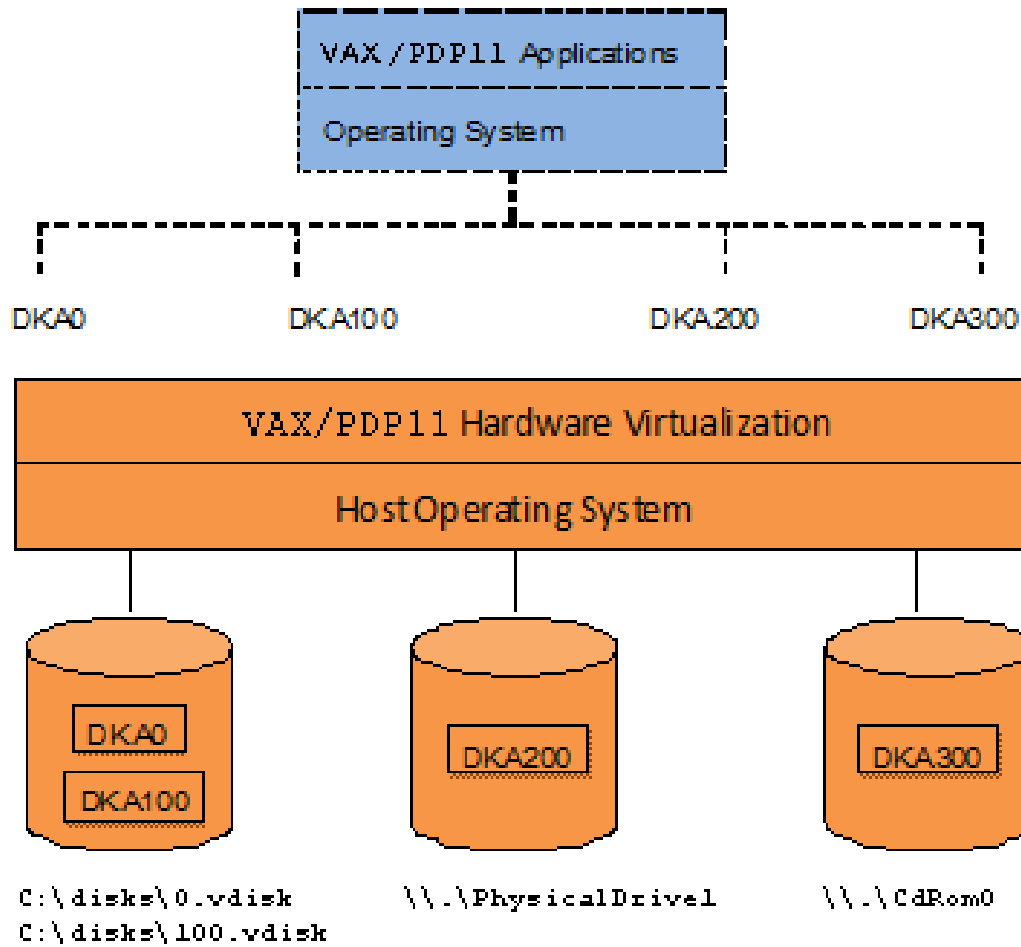 VAX/PDP11 Applications
Operating System
DKA0 DKA100 DKA200 DKA300
VAX/PDP11 Hardware Virtualization
Host Operating System
DKA0
DKA100
DKA200
DKA300
C:\disks\0.vdisk
C:\disks\100.vdisk
\\.\PhysicalDrive1
\\.\CdRom0